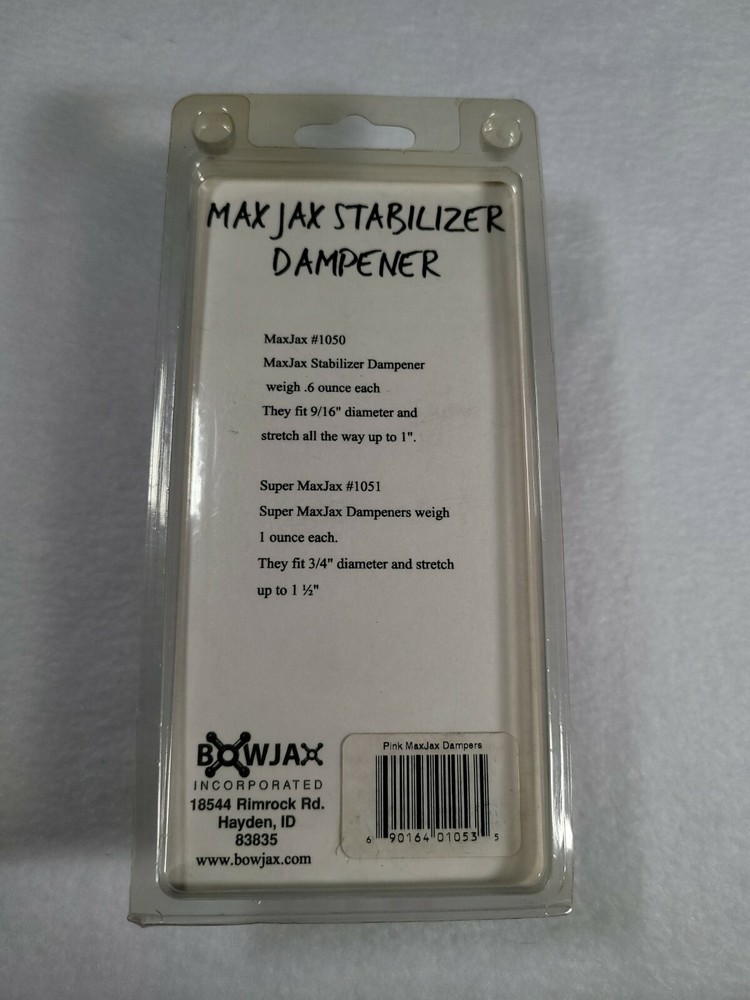 MAX JAX STABILIZER
DAMPENER
MaxJax #1050
MaxJax Stabilizer Dampener
weigh .6 ounce each
They fit 9/16" diameter and
stretch all the way up to 1".
Super MaxJax #1051
Super MaxJax Dampeners weigh
1 ounce each.
They fit 3/4" diameter and stretch
up to 1 ½"
BOWJAX
INCORPORATED
18544 Rimrock Rd.
Hayden, ID
83835
www.bowjax.com
Pink MaxJax Dampers
6 90164 01053 5